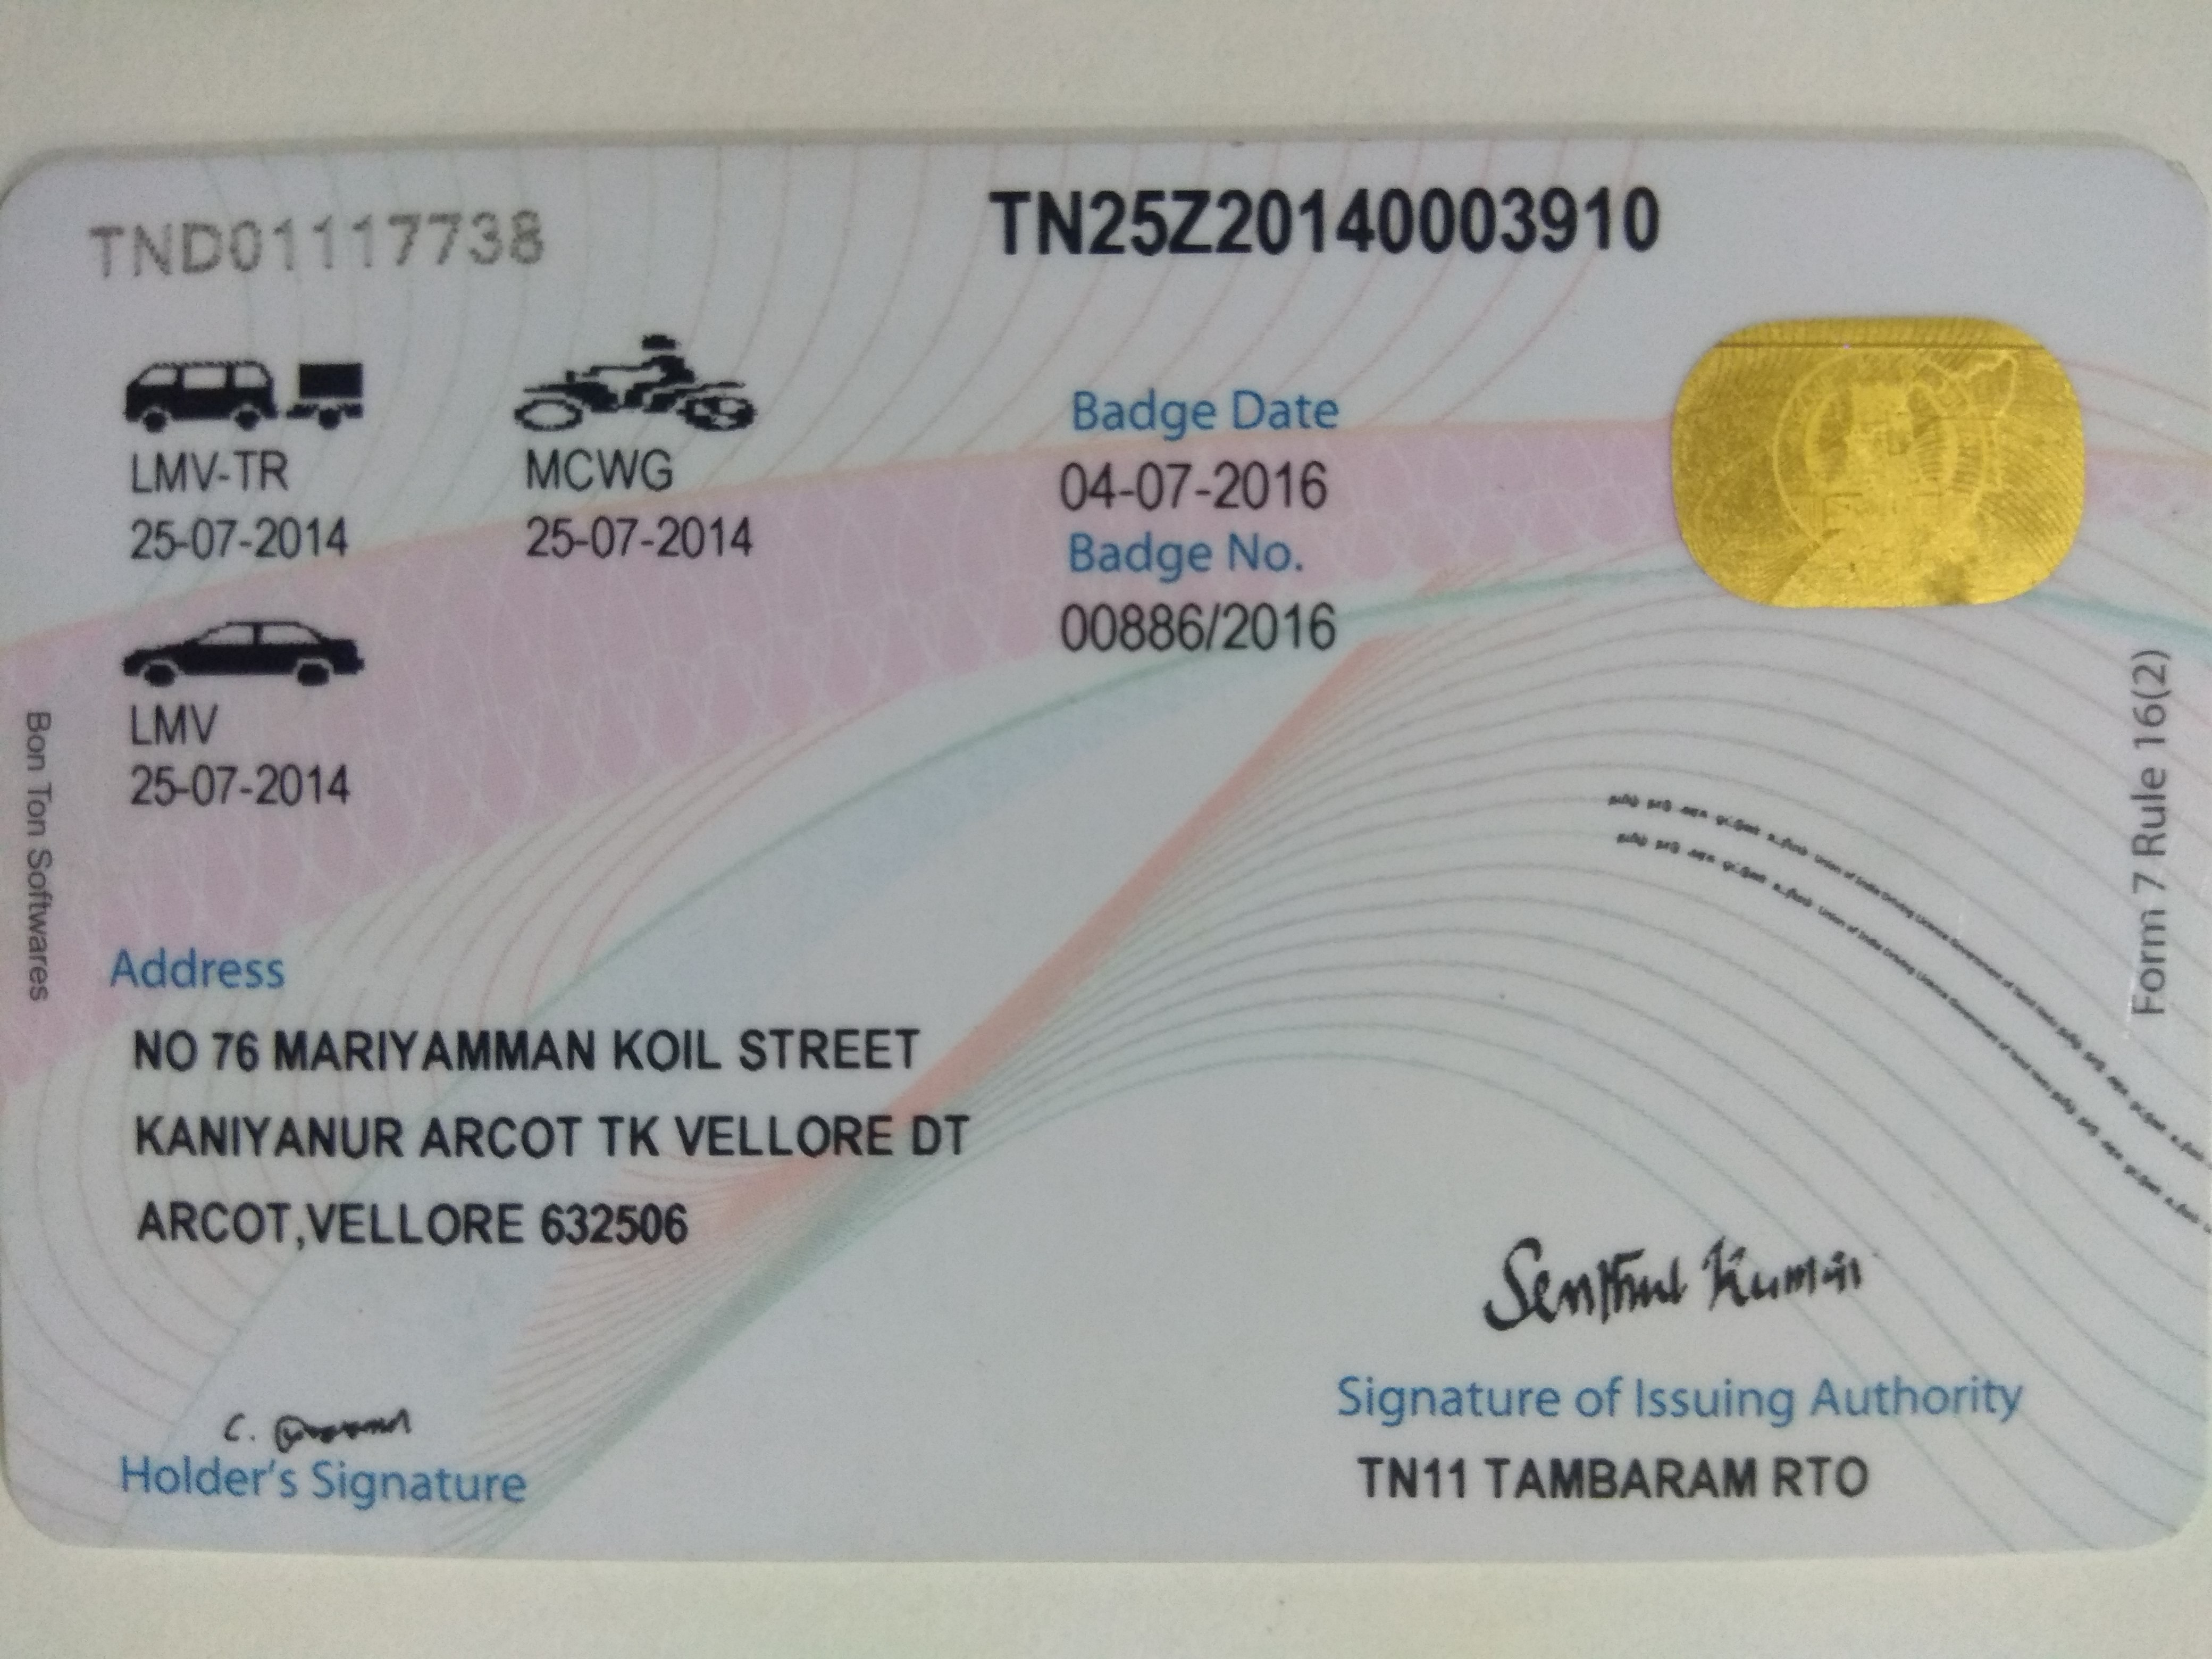 TND01117738
TN25Z20140003910
LMV-TR
25-07-2014
MCWG
25-07-2014
Badge Date
04-07-2016
Badge No.
00886/2016
LMV
25-07-2014
Bon Ton Softwares
Form 7 Rule 16(2)
Address
NO 76 MARIYAMMAN KOIL STREET
KANIYANUR ARCOT TK VELLORE DT
ARCOT,VELLORE 632506
Senthil Kumar
C.
Holder's Signature
Signature of Issuing Authority
TN11 TAMBARAM RTO